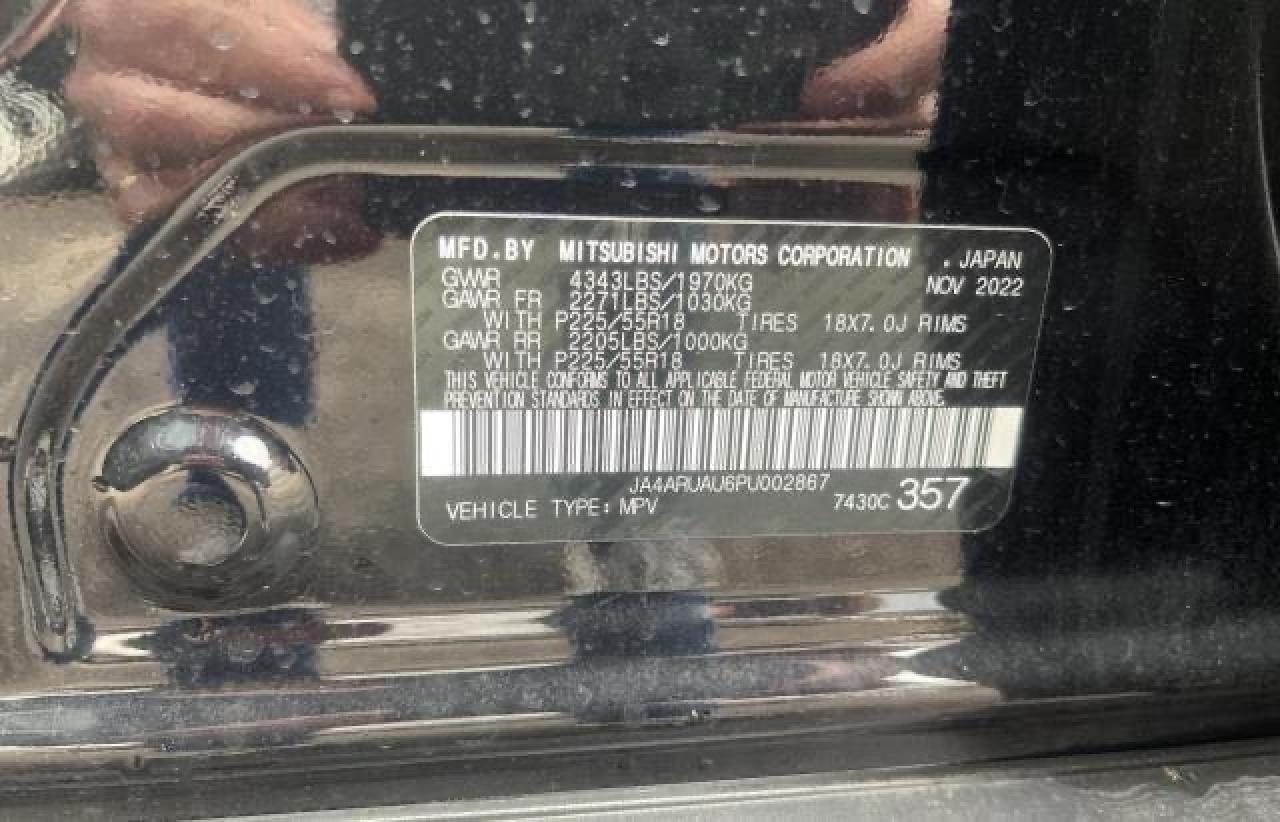 MFD.BY MITSUBISHI MOTORS CORPORATION . JAPAN
GVWR 4343LBS/1970KG NOV 2022
GAWR FR 2271LBS/1030KG
WITH P225/55R18 TIRES 18X7.0J RIMS
GAWR RR 2205LBS/1000KG
WITH P225/55R18 TIRES 18X7.0J RIMS
THIS VEHICLE CONFORMS TO ALL APPLICABLE FEDERAL MOTOR VEHICLE SAFETY AND THEFT
PREVENTION STANDARDS IN EFFECT ON THE DATE OF MANUFACTURE SHOWN ABOVE.
JA4ARUAU6PU002867
VEHICLE TYPE: MPV 7430C 357